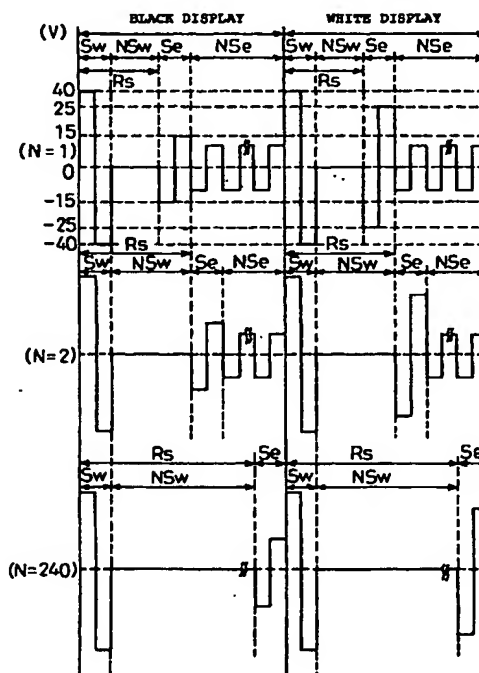 BLACK DISPLAY WHITE DISPLAY
(V) Sw NSw Se NSe Sw NSw Se NSe
Rs Rs
40
25
15
(N=1)
0
-15
-25
-40
Rs Rs
Sw NSw Se NSe Sw NSw Se NSe
(N=2)
Rs Se Rs Se
Sw NSw Sw NSw
(N=240)